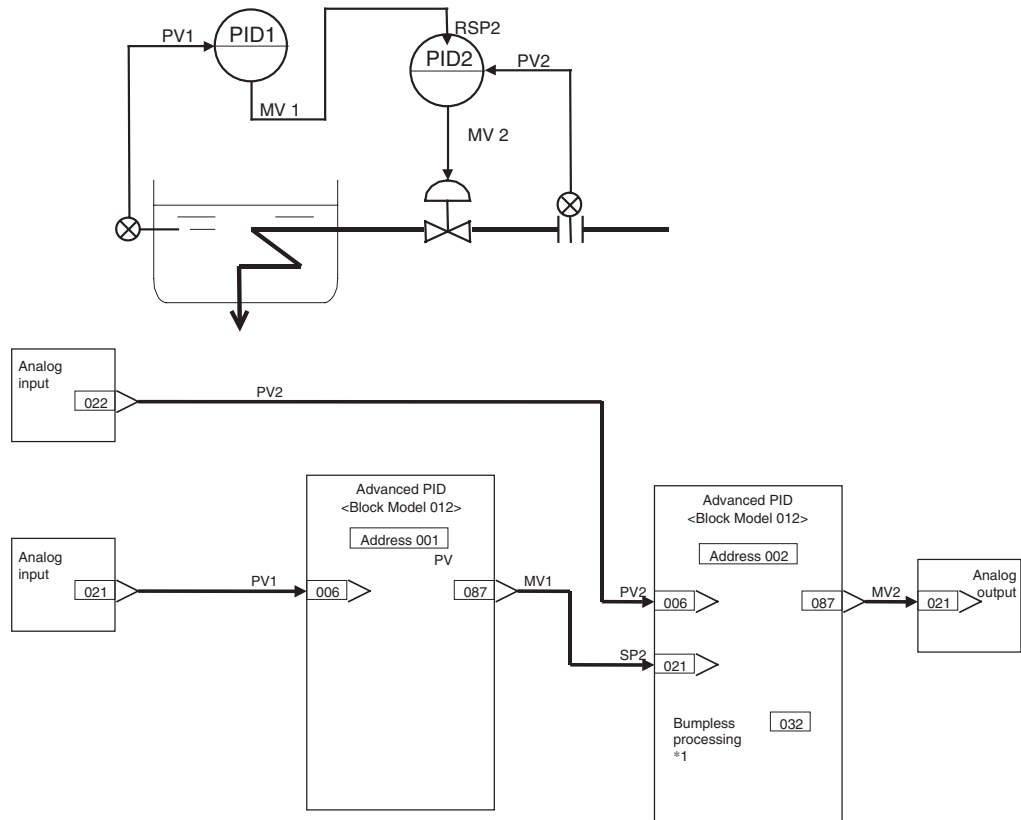 PV1
PID1
RSP2
PID2
PV2
MV 1
MV 2
Analog
input
022
PV2
Advanced PID
<Block Model 012>
Address 001
PV
Advanced PID
<Block Model 012>
Address 002
Analog
input
021
PV1
006
087
MV1
PV2
006
087
MV2
Analog
output
021
SP2
021
Bumpless
processing
*1
032